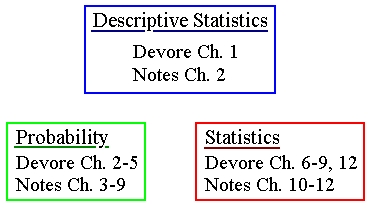 Descriptive Statistics
Devore Ch. 1
Notes Ch. 2
Probability
Devore Ch. 2-5
Notes Ch. 3-9
Statistics
Devore Ch. 6-9, 12
Notes Ch. 10-12